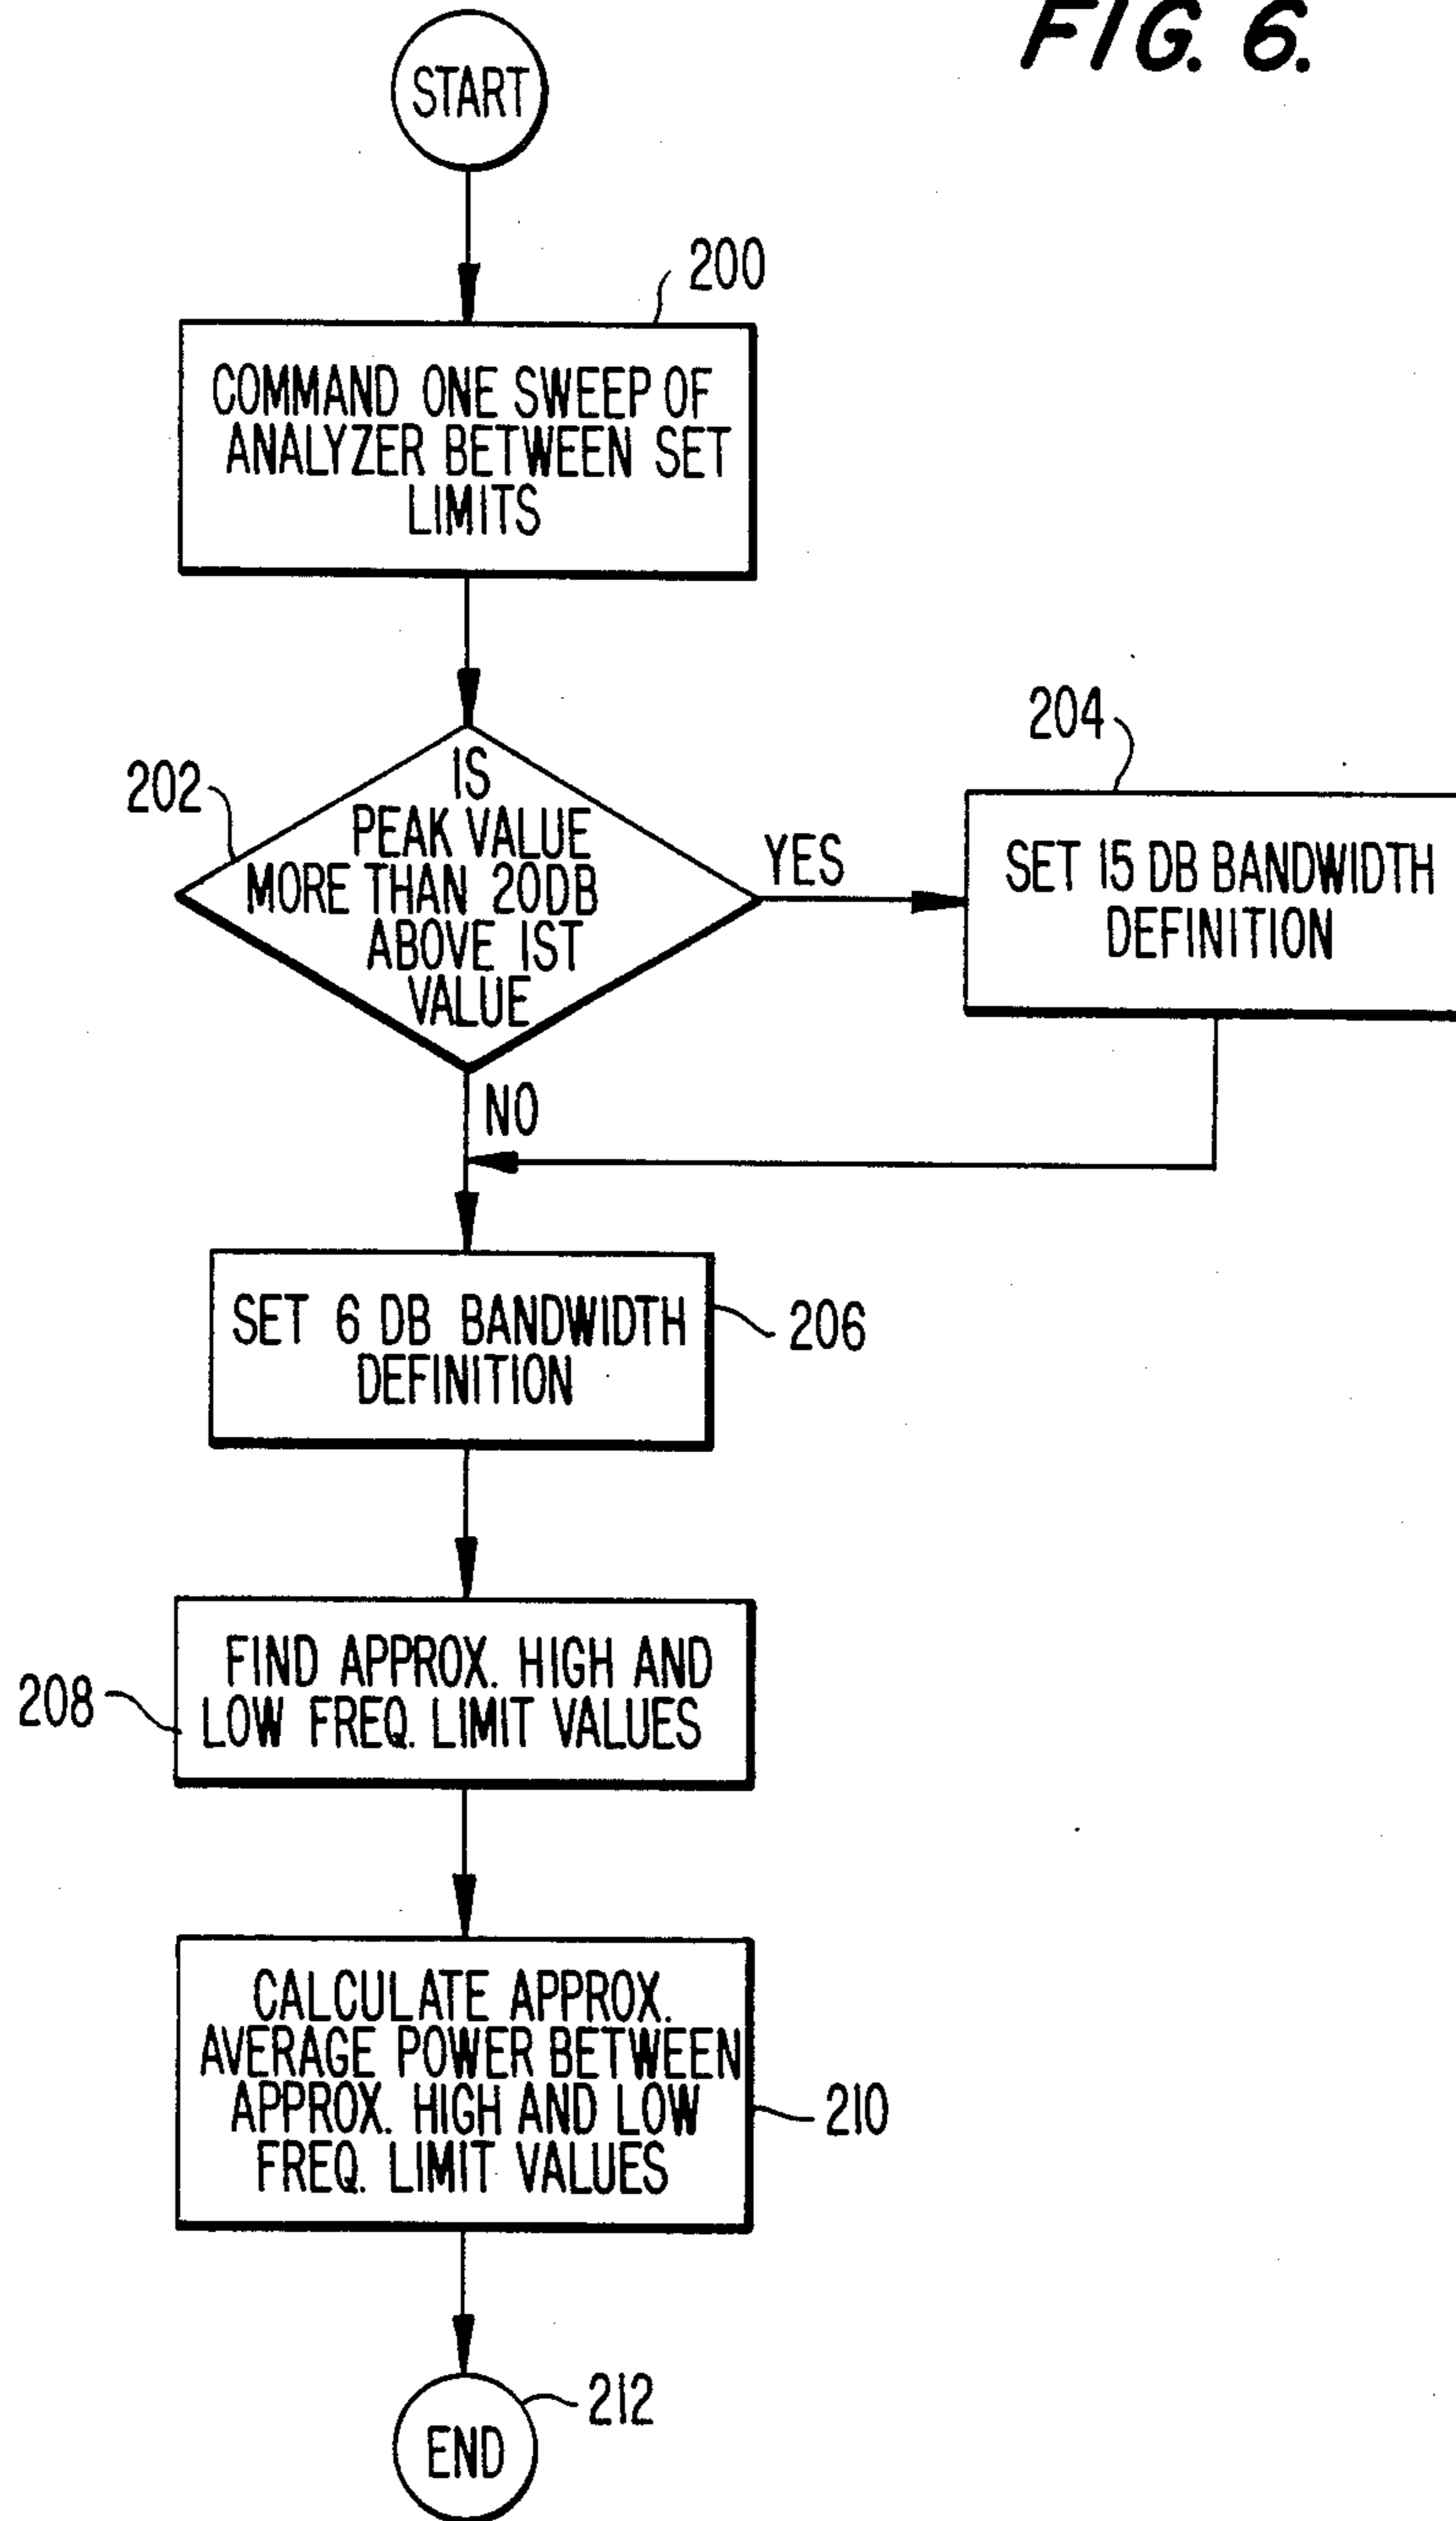 FIG. 6.
START
200
COMMAND ONE SWEEP OF
ANALYZER BETWEEN SET
LIMITS
202
IS
PEAK VALUE
MORE THAN 20DB
ABOVE 1ST
VALUE
YES
204
SET 15 DB BANDWIDTH
DEFINITION
NO
SET 6 DB BANDWIDTH
DEFINITION
206
208
FIND APPROX. HIGH AND
LOW FREQ. LIMIT VALUES
CALCULATE APPROX.
AVERAGE POWER BETWEEN
APPROX. HIGH AND LOW
FREQ. LIMIT VALUES
210
212
END